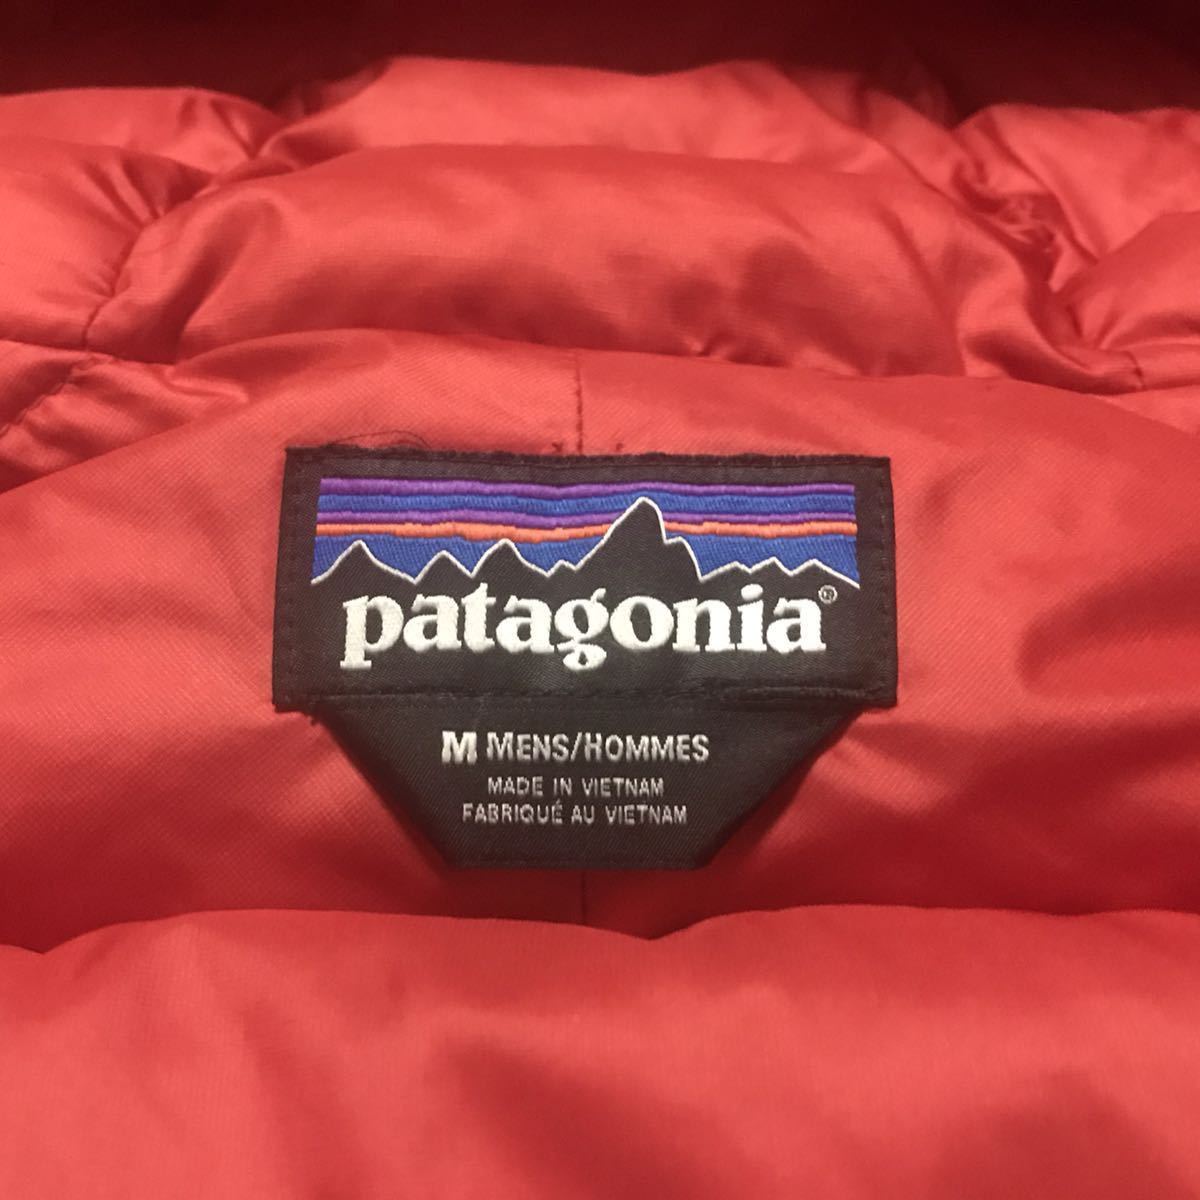 patagonia®
M MENS/HOMMES
MADE IN VIETNAM
FABRIQUÉ AU VIETNAM